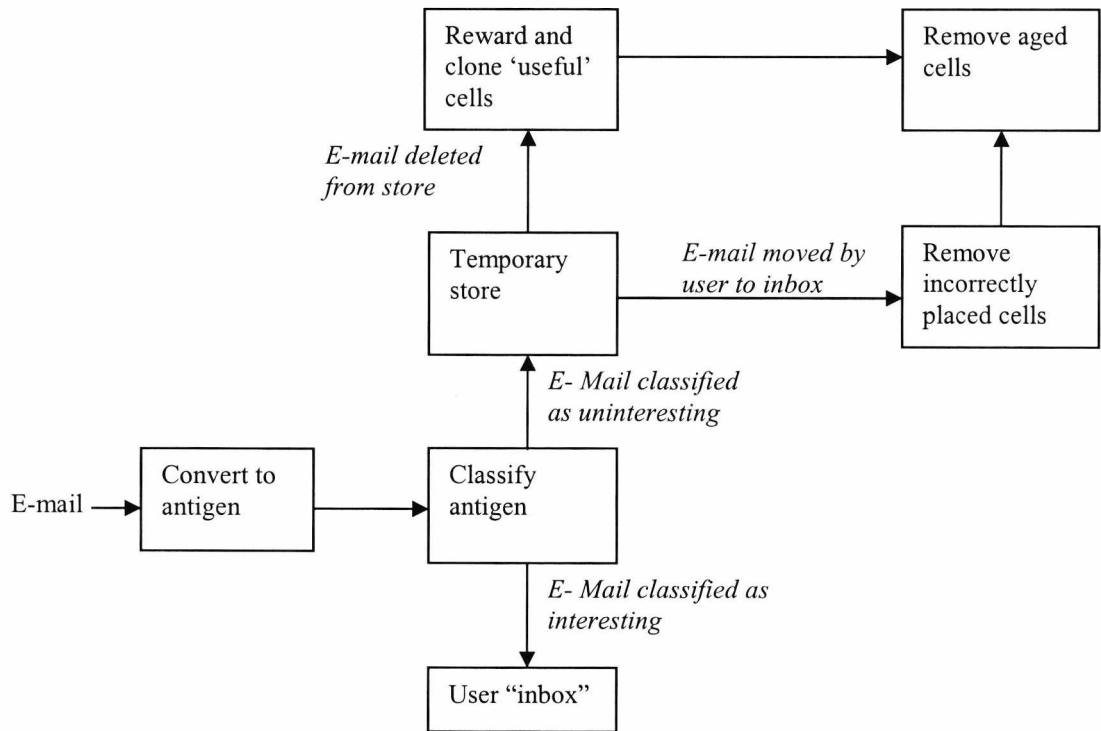 Reward and
clone ‘useful’
cells
Remove aged
cells
E-mail deleted
from store
Temporary
store
E-mail moved by
user to inbox
Remove
incorrectly
placed cells
E- Mail classified
as uninteresting
E-mail
Convert to
antigen
Classify
antigen
E- Mail classified as
interesting
User “inbox”